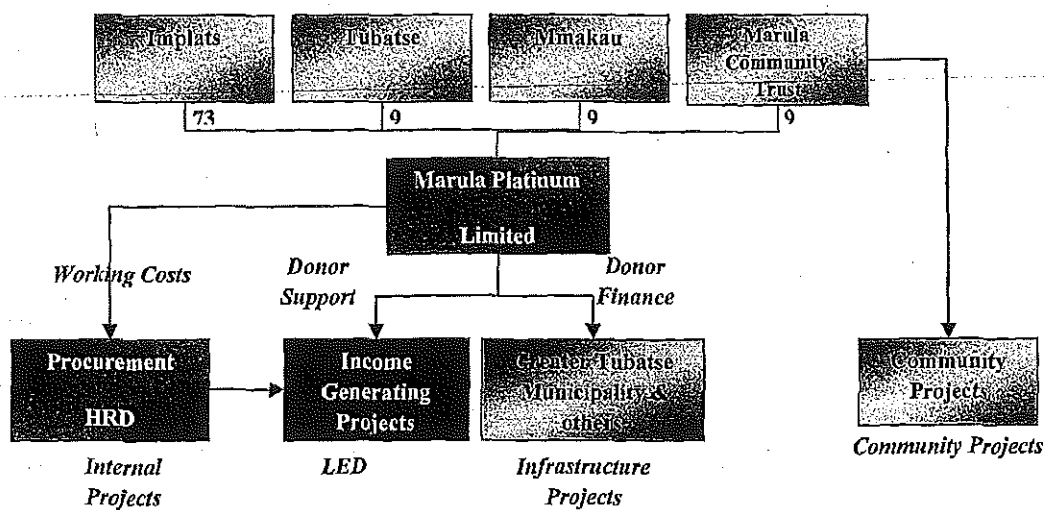 Implats
Tubatse
Mmakau
Marula
Community
Trust
73
9
9
9
Marula Platinum
Limited
Working Costs
Donor
Support
Donor
Finance
Procurement
HRD
Income
Generating
Projects
Greater Tubatse
Municipality &
others
Community
Projects
Internal
Projects
LED
Infrastructure
Projects
Community Projects